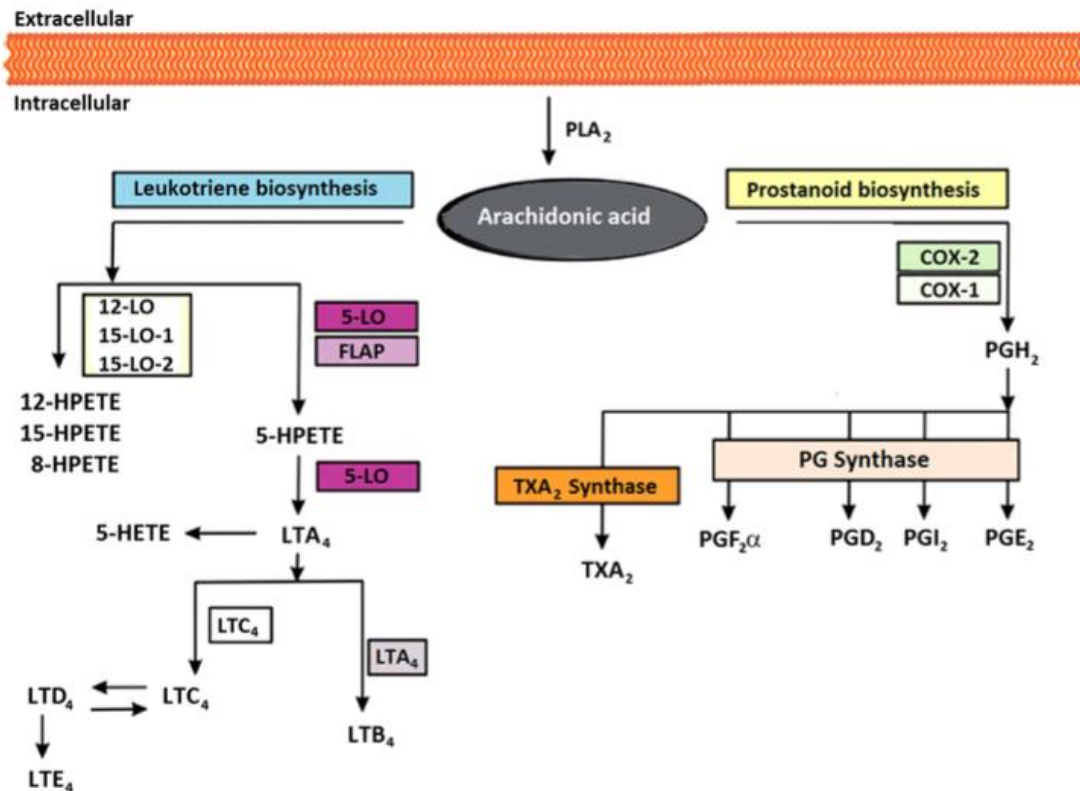 Extracellular
Intracellular
PLA₂
Leukotriene biosynthesis
Arachidonic acid
Prostanoid biosynthesis
COX-2
COX-1
12-LO
15-LO-1
15-LO-2
5-LO
FLAP
PGH₂
12-HPETE
15-HPETE
8-HPETE
5-HPETE
5-LO
TXA₂ Synthase
PG Synthase
5-HETE
LTA₄
TXA₂
PGF₂α
PGD₂
PGI₂
PGE₂
LTC₄
LTA₄
LTD₄
LTC₄
LTB₄
LTE₄